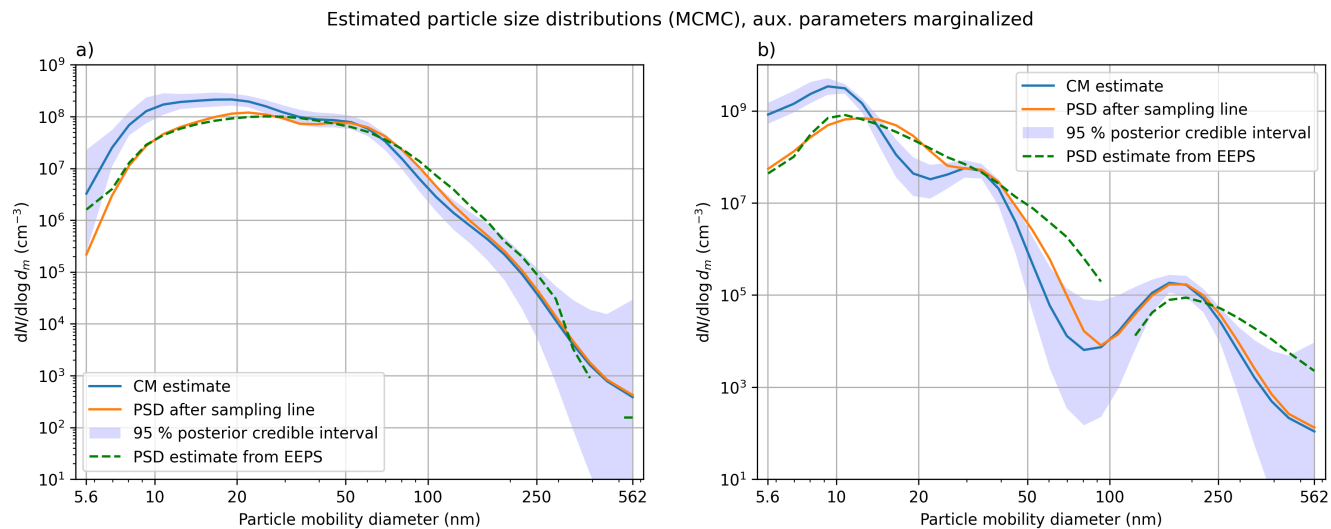 Estimated particle size distributions (MCMC), aux. parameters marginalized
a)
10⁹
10⁸
10⁷
10⁶
10⁵
10⁴
10³
10²
10¹
dN/dlog dₘ (cm⁻³)
CM estimate
PSD after sampling line
95 % posterior credible interval
PSD estimate from EEPS
5.6 10 20 50 100 250 562
Particle mobility diameter (nm)
b)
10⁹
10⁷
10⁵
10³
10¹
dN/dlog dₘ (cm⁻³)
CM estimate
PSD after sampling line
95 % posterior credible interval
PSD estimate from EEPS
5.6 10 20 50 100 250 562
Particle mobility diameter (nm)